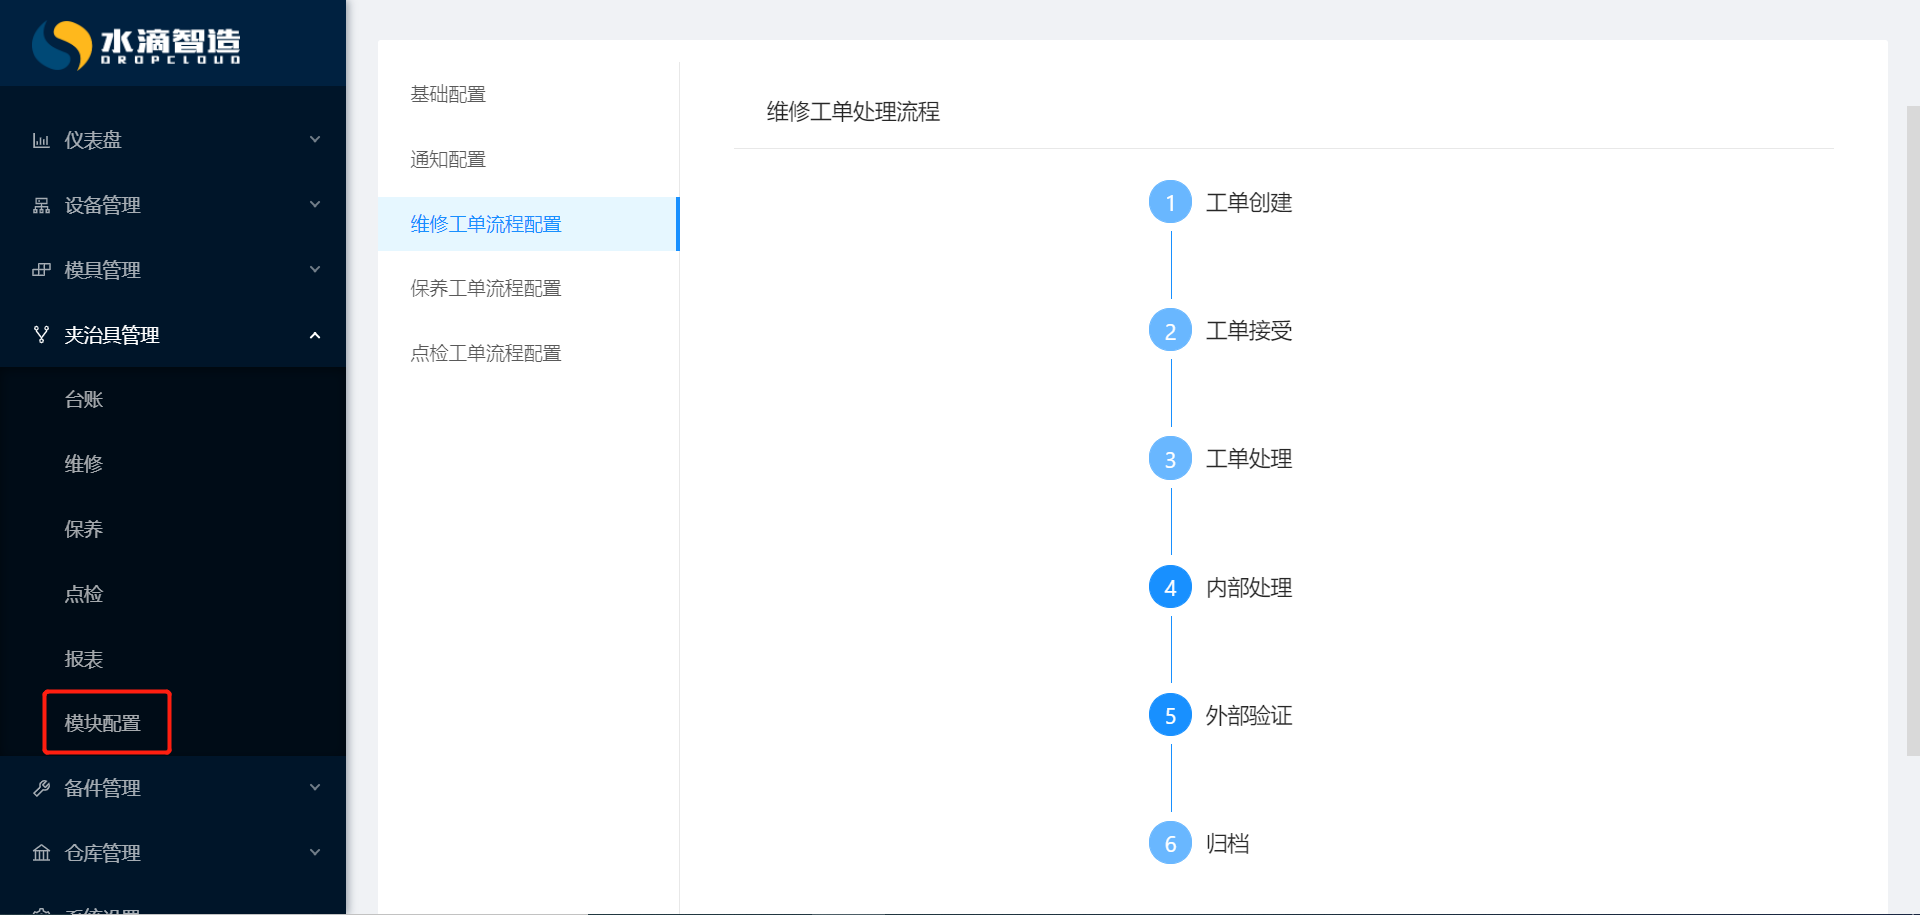 水滴智造
DROPCLOUD
仪表盘
设备管理
模具管理
夹治具管理
台账
维修
保养
点检
报表
模块配置
备件管理
仓库管理
系统设置
基础配置
通知配置
维修工单流程配置
保养工单流程配置
点检工单流程配置
维修工单处理流程
1 工单创建
2 工单接受
3 工单处理
4 内部处理
5 外部验证
6 归档